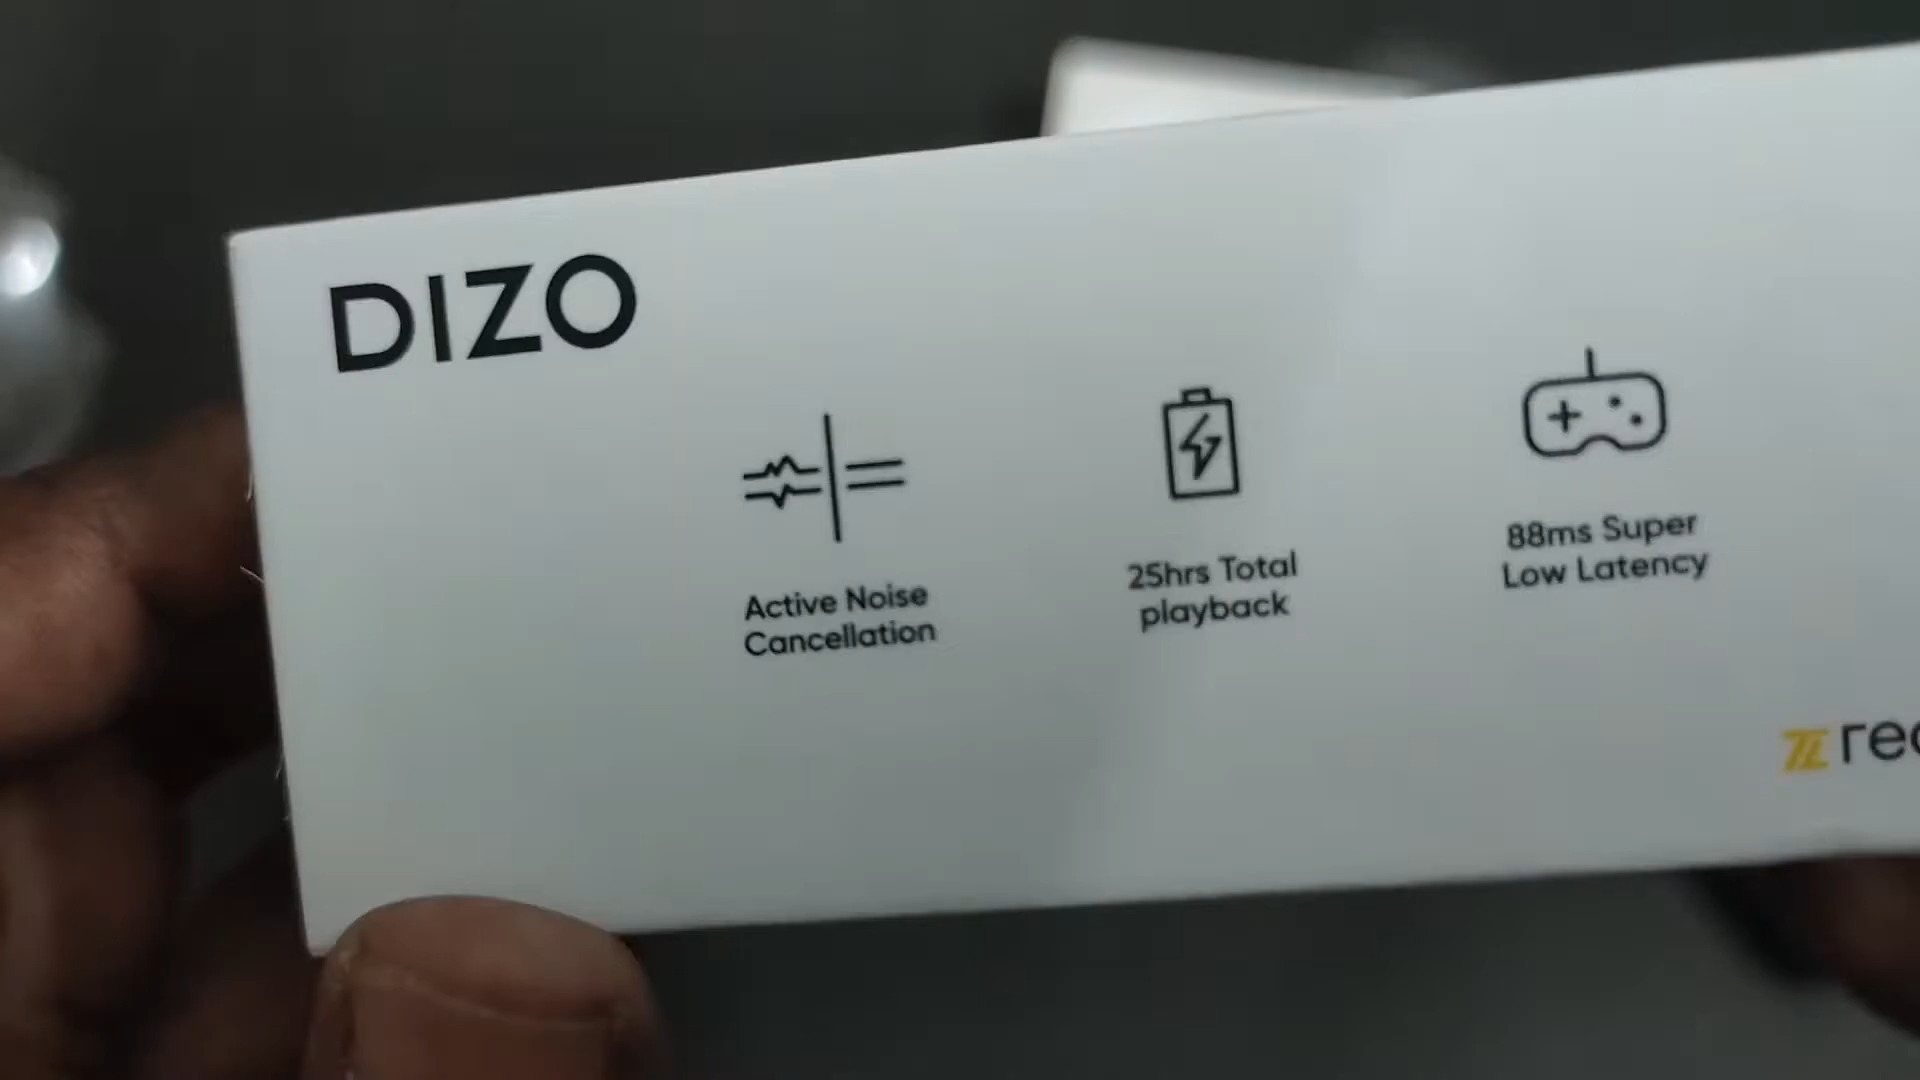 DIZO
Active Noise
Cancellation
25hrs Total
playback
88ms Super
Low Latency